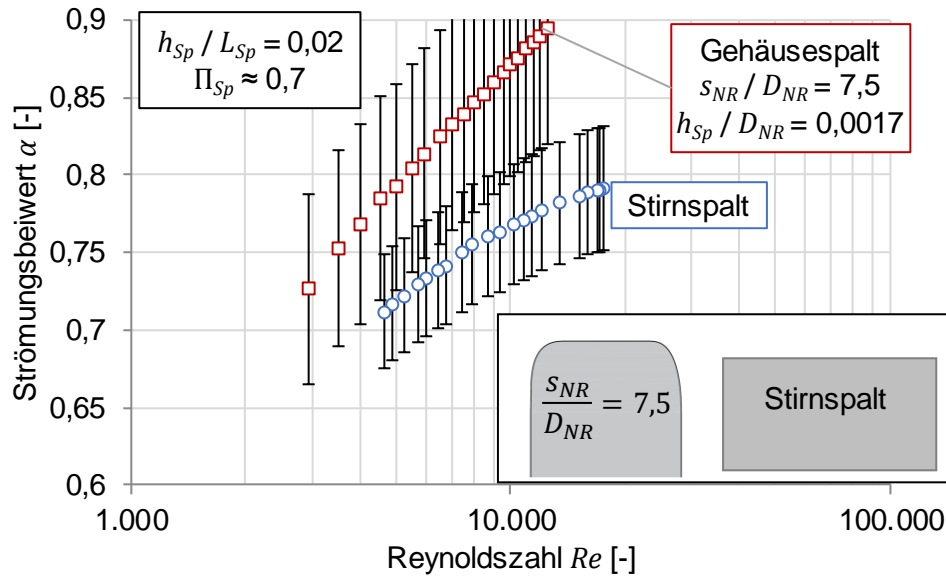 0,9
0,85
0,8
0,75
0,7
0,65
0,6
Strömungsbeiwert α [-]
h_Sp / L_Sp = 0,02
Π_Sp ≈ 0,7
Gehäusespalt
s_NR / D_NR = 7,5
h_Sp / D_NR = 0,0017
Stirnspalt
s_NR / D_NR = 7,5
Stirnspalt
1.000
10.000
100.000
Reynoldszahl Re [-]